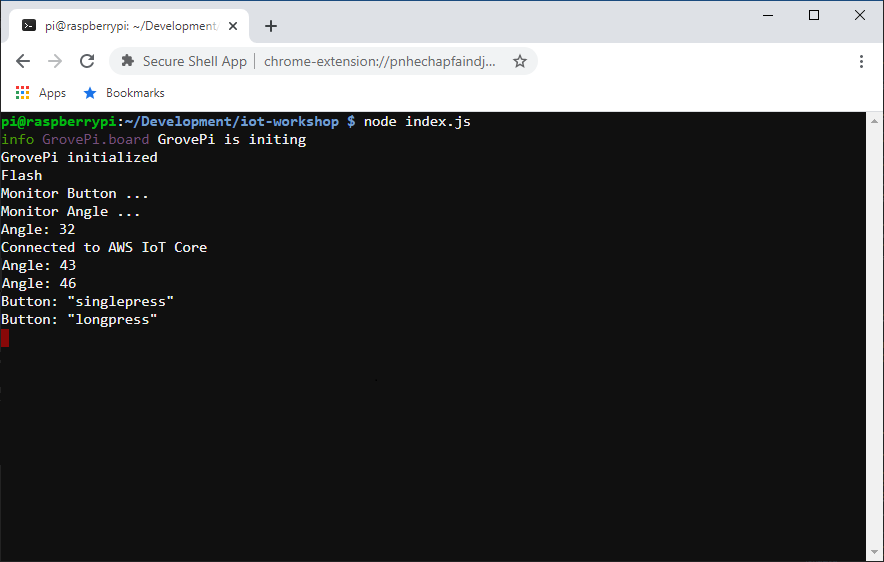 pi@raspberrypi: ~/Development/
Secure Shell App | chrome-extension://pnhechapfaindj...
Apps Bookmarks
pi@raspberrypi:~/Development/iot-workshop $ node index.js
info GrovePi.board GrovePi is initing
GrovePi initialized
Flash
Monitor Button ...
Monitor Angle ...
Angle: 32
Connected to AWS IoT Core
Angle: 43
Angle: 46
Button: "singlepress"
Button: "longpress"